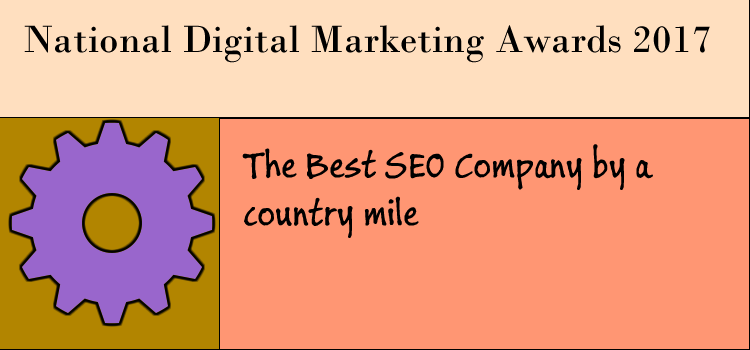 National Digital Marketing Awards 2017
The Best SEO Company by a
country mile